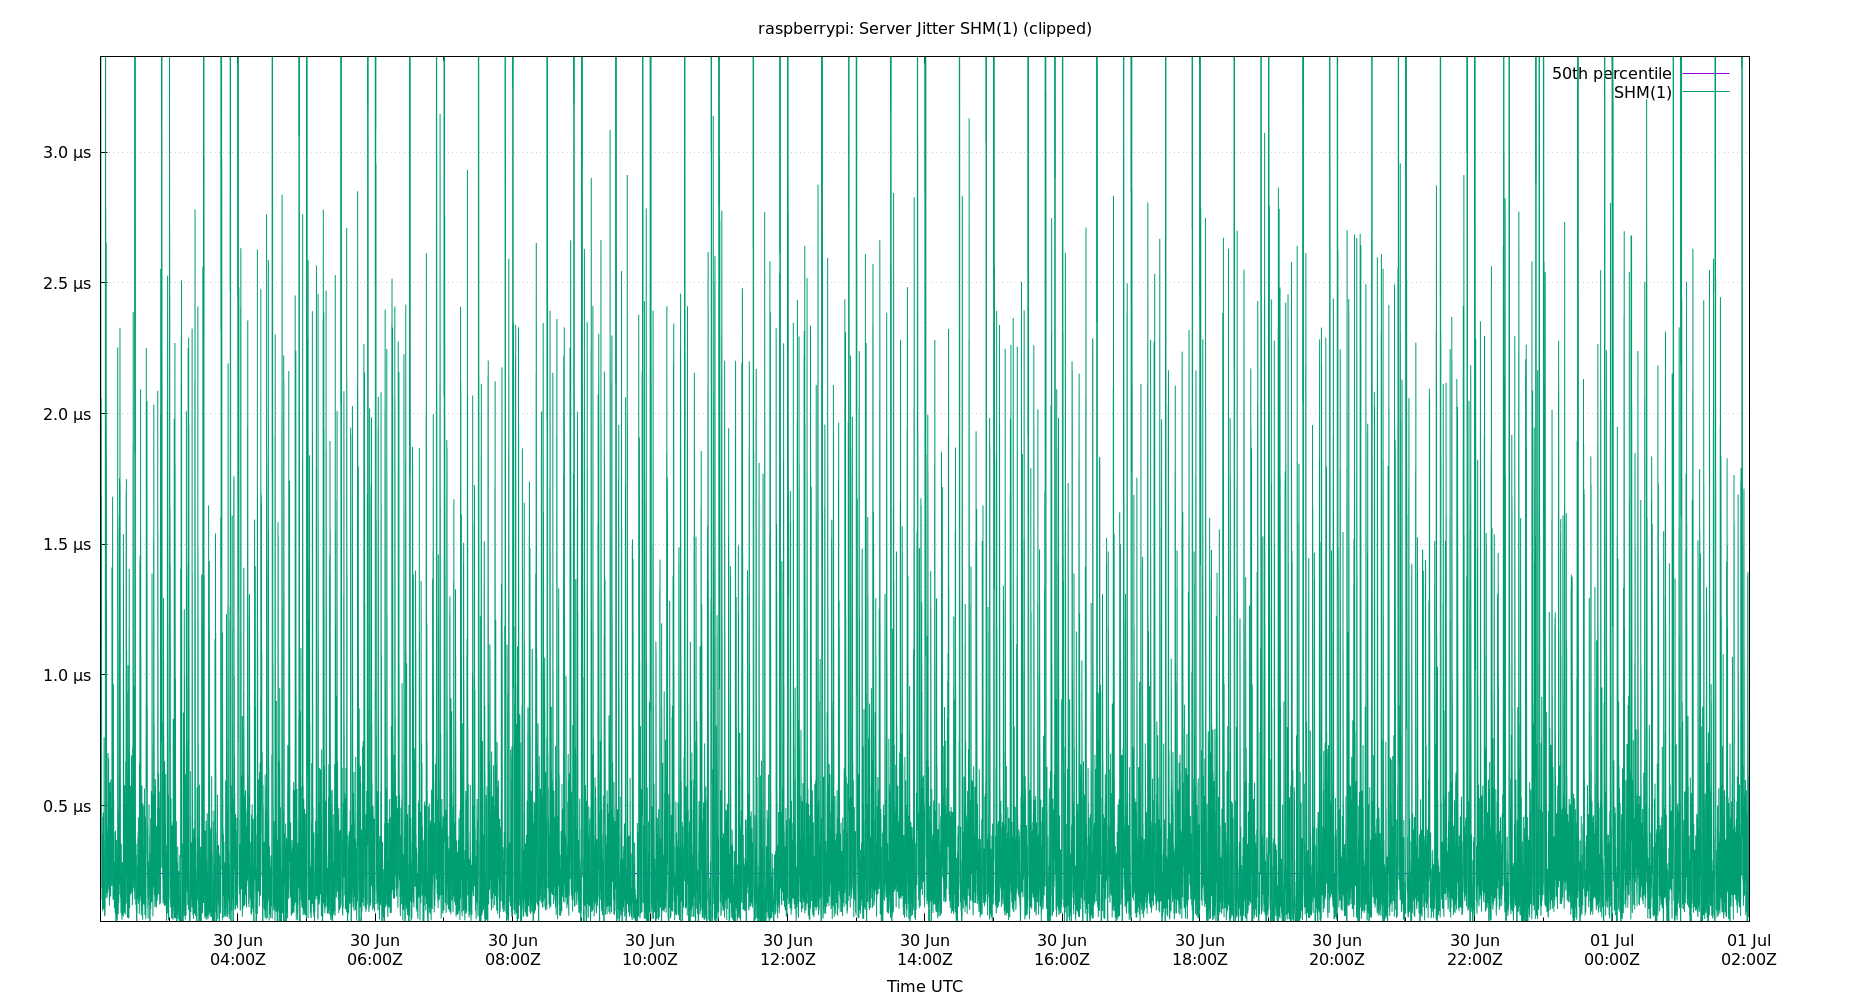 raspberrypi: Server Jitter SHM(1) (clipped)
50th percentile
SHM(1)
3.0 µs
2.5 µs
2.0 µs
1.5 µs
1.0 µs
0.5 µs
30 Jun 30 Jun 30 Jun 30 Jun 30 Jun 30 Jun 30 Jun 30 Jun 30 Jun 30 Jun 01 Jul 01 Jul
04:00Z 06:00Z 08:00Z 10:00Z 12:00Z 14:00Z 16:00Z 18:00Z 20:00Z 22:00Z 00:00Z 02:00Z
Time UTC